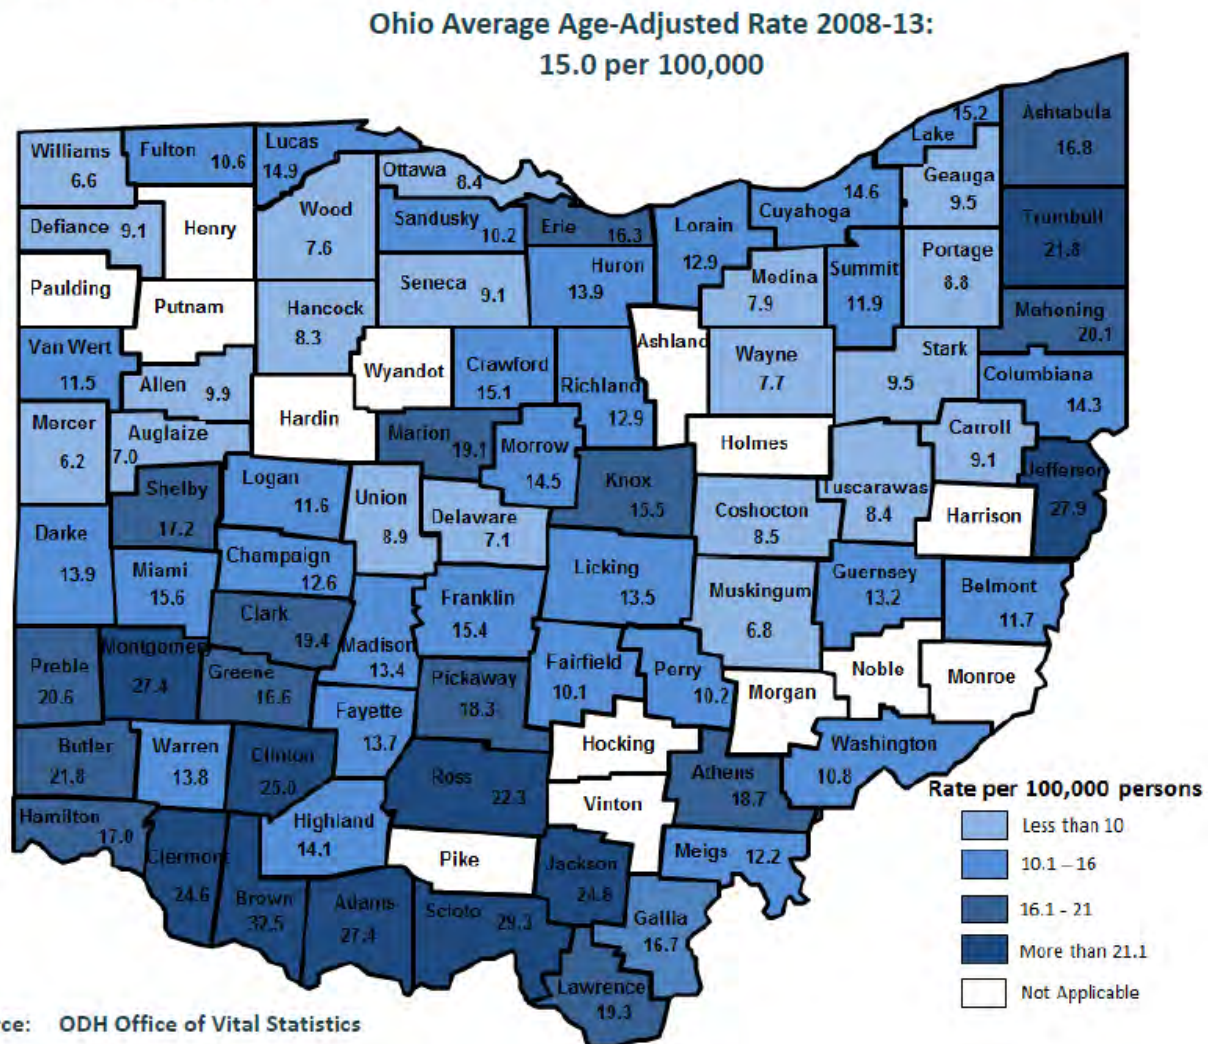 Ohio Average Age-Adjusted Rate 2008-13:
15.0 per 100,000
Williams
6.6
Fulton 10.6
Lucas
14.9
Ottawa 8.4
Lake 15.2
Ashtabula
16.8
Geauga
9.5
Cuyahoga 14.6
Defiance 9.1
Henry
Wood
7.6
Sandusky 10.2
Erie 16.3
Lorain
12.9
Trumbull
21.8
Paulding
Putnam
Hancock
8.3
Seneca
9.1
Huron
13.9
Medina
7.9
Summit
11.9
Portage
8.8
Mahoning
20.1
Van Wert
11.5
Allen 9.9
Wyandot
Crawford
15.1
Richland
12.9
Ashland
Wayne
7.7
Stark
9.5
Columbiana
14.3
Mercer
6.2
Auglaize
7.0
Hardin
Marion 19.1
Morrow
14.5
Holmes
Carroll
9.1
Jefferson
27.9
Shelby
17.2
Logan
11.6
Union
8.9
Delaware
7.1
Knox
15.5
Coshocton
8.5
Tuscarawas
8.4
Harrison
Darke
13.9
Miami
15.6
Champaign
12.6
Franklin
15.4
Licking
13.5
Muskingum
6.8
Guernsey
13.2
Belmont
11.7
Clark
19.4
Madison
13.4
Preble
20.6
Montgomery
27.4
Greene
16.6
Pickaway
18.3
Fairfield
10.1
Perry
10.2
Morgan
Noble
Monroe
Fayette
13.7
Butler
21.8
Warren
13.8
Clinton
25.0
Ross
22.3
Hocking
Athens
18.7
Washington
10.8
Vinton
Hamilton
17.0
Highland
14.1
Pike
Jackson
24.8
Meigs 12.2
Clermont
24.6
Brown
32.5
Adams
27.4
Scioto 29.3
Gallia
16.7
Lawrence
19.3
Rate per 100,000 persons
Less than 10
10.1 – 16
16.1 - 21
More than 21.1
Not Applicable
rce: ODH Office of Vital Statistics